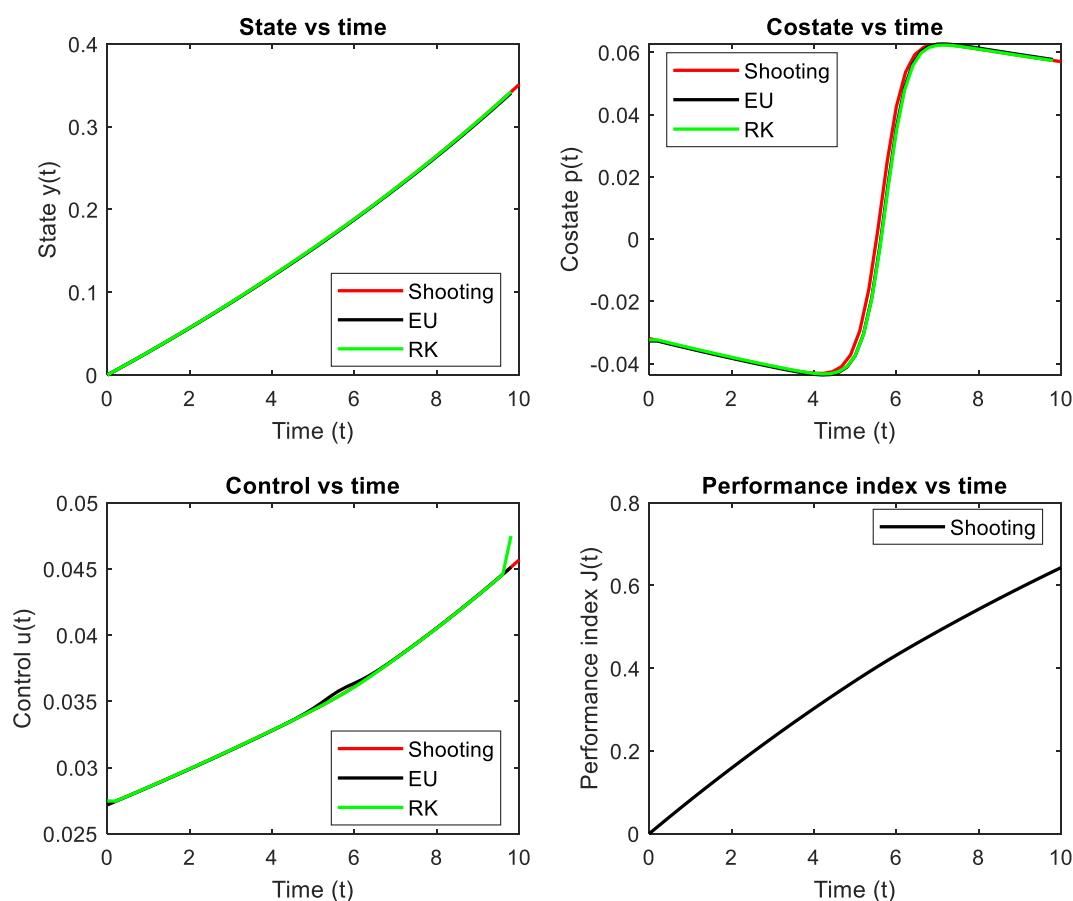 State vs time
0.4
0.3
0.2
0.1
0
State y(t)
Shooting
EU
RK
0 2 4 6 8 10
Time (t)
Costate vs time
0.06
0.04
0.02
0
-0.02
-0.04
Costate p(t)
Shooting
EU
RK
0 2 4 6 8 10
Time (t)
Control vs time
0.05
0.045
0.04
0.035
0.03
0.025
Control u(t)
Shooting
EU
RK
0 2 4 6 8 10
Time (t)
Performance index vs time
0.8
0.6
0.4
0.2
0
Performance index J(t)
Shooting
0 2 4 6 8 10
Time (t)